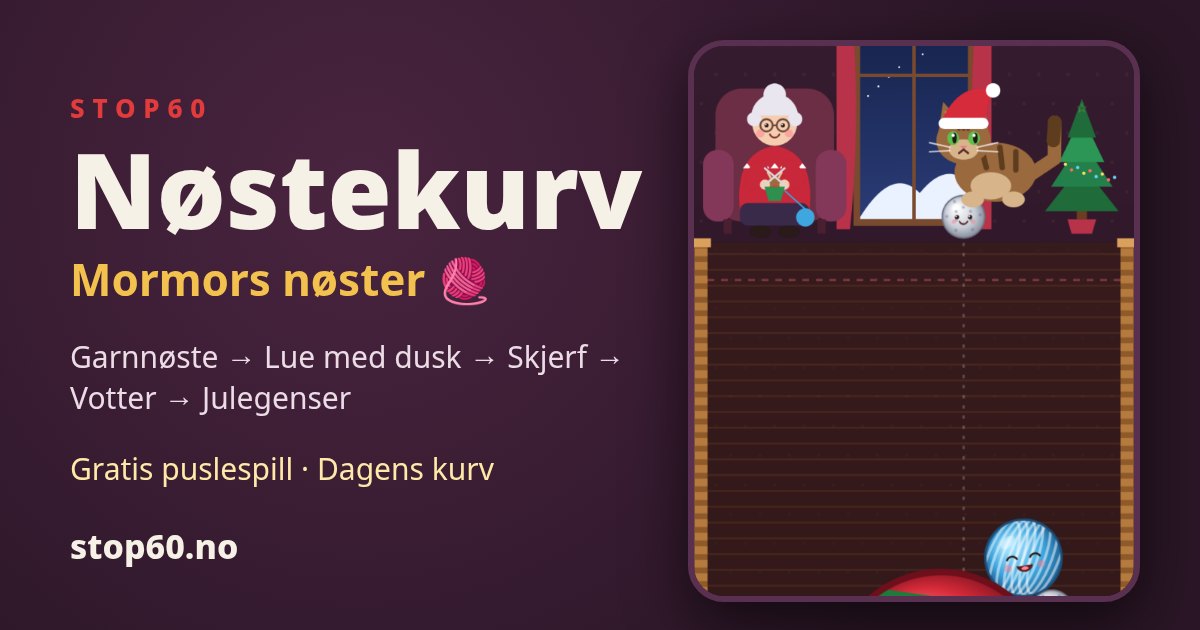 STOP60
Nøstekurv
Mormors nøster 🧶
Garnnøste → Lue med dusk → Skjerf →
Votter → Julegenser
Gratis puslespill · Dagens kurv
stop60.no